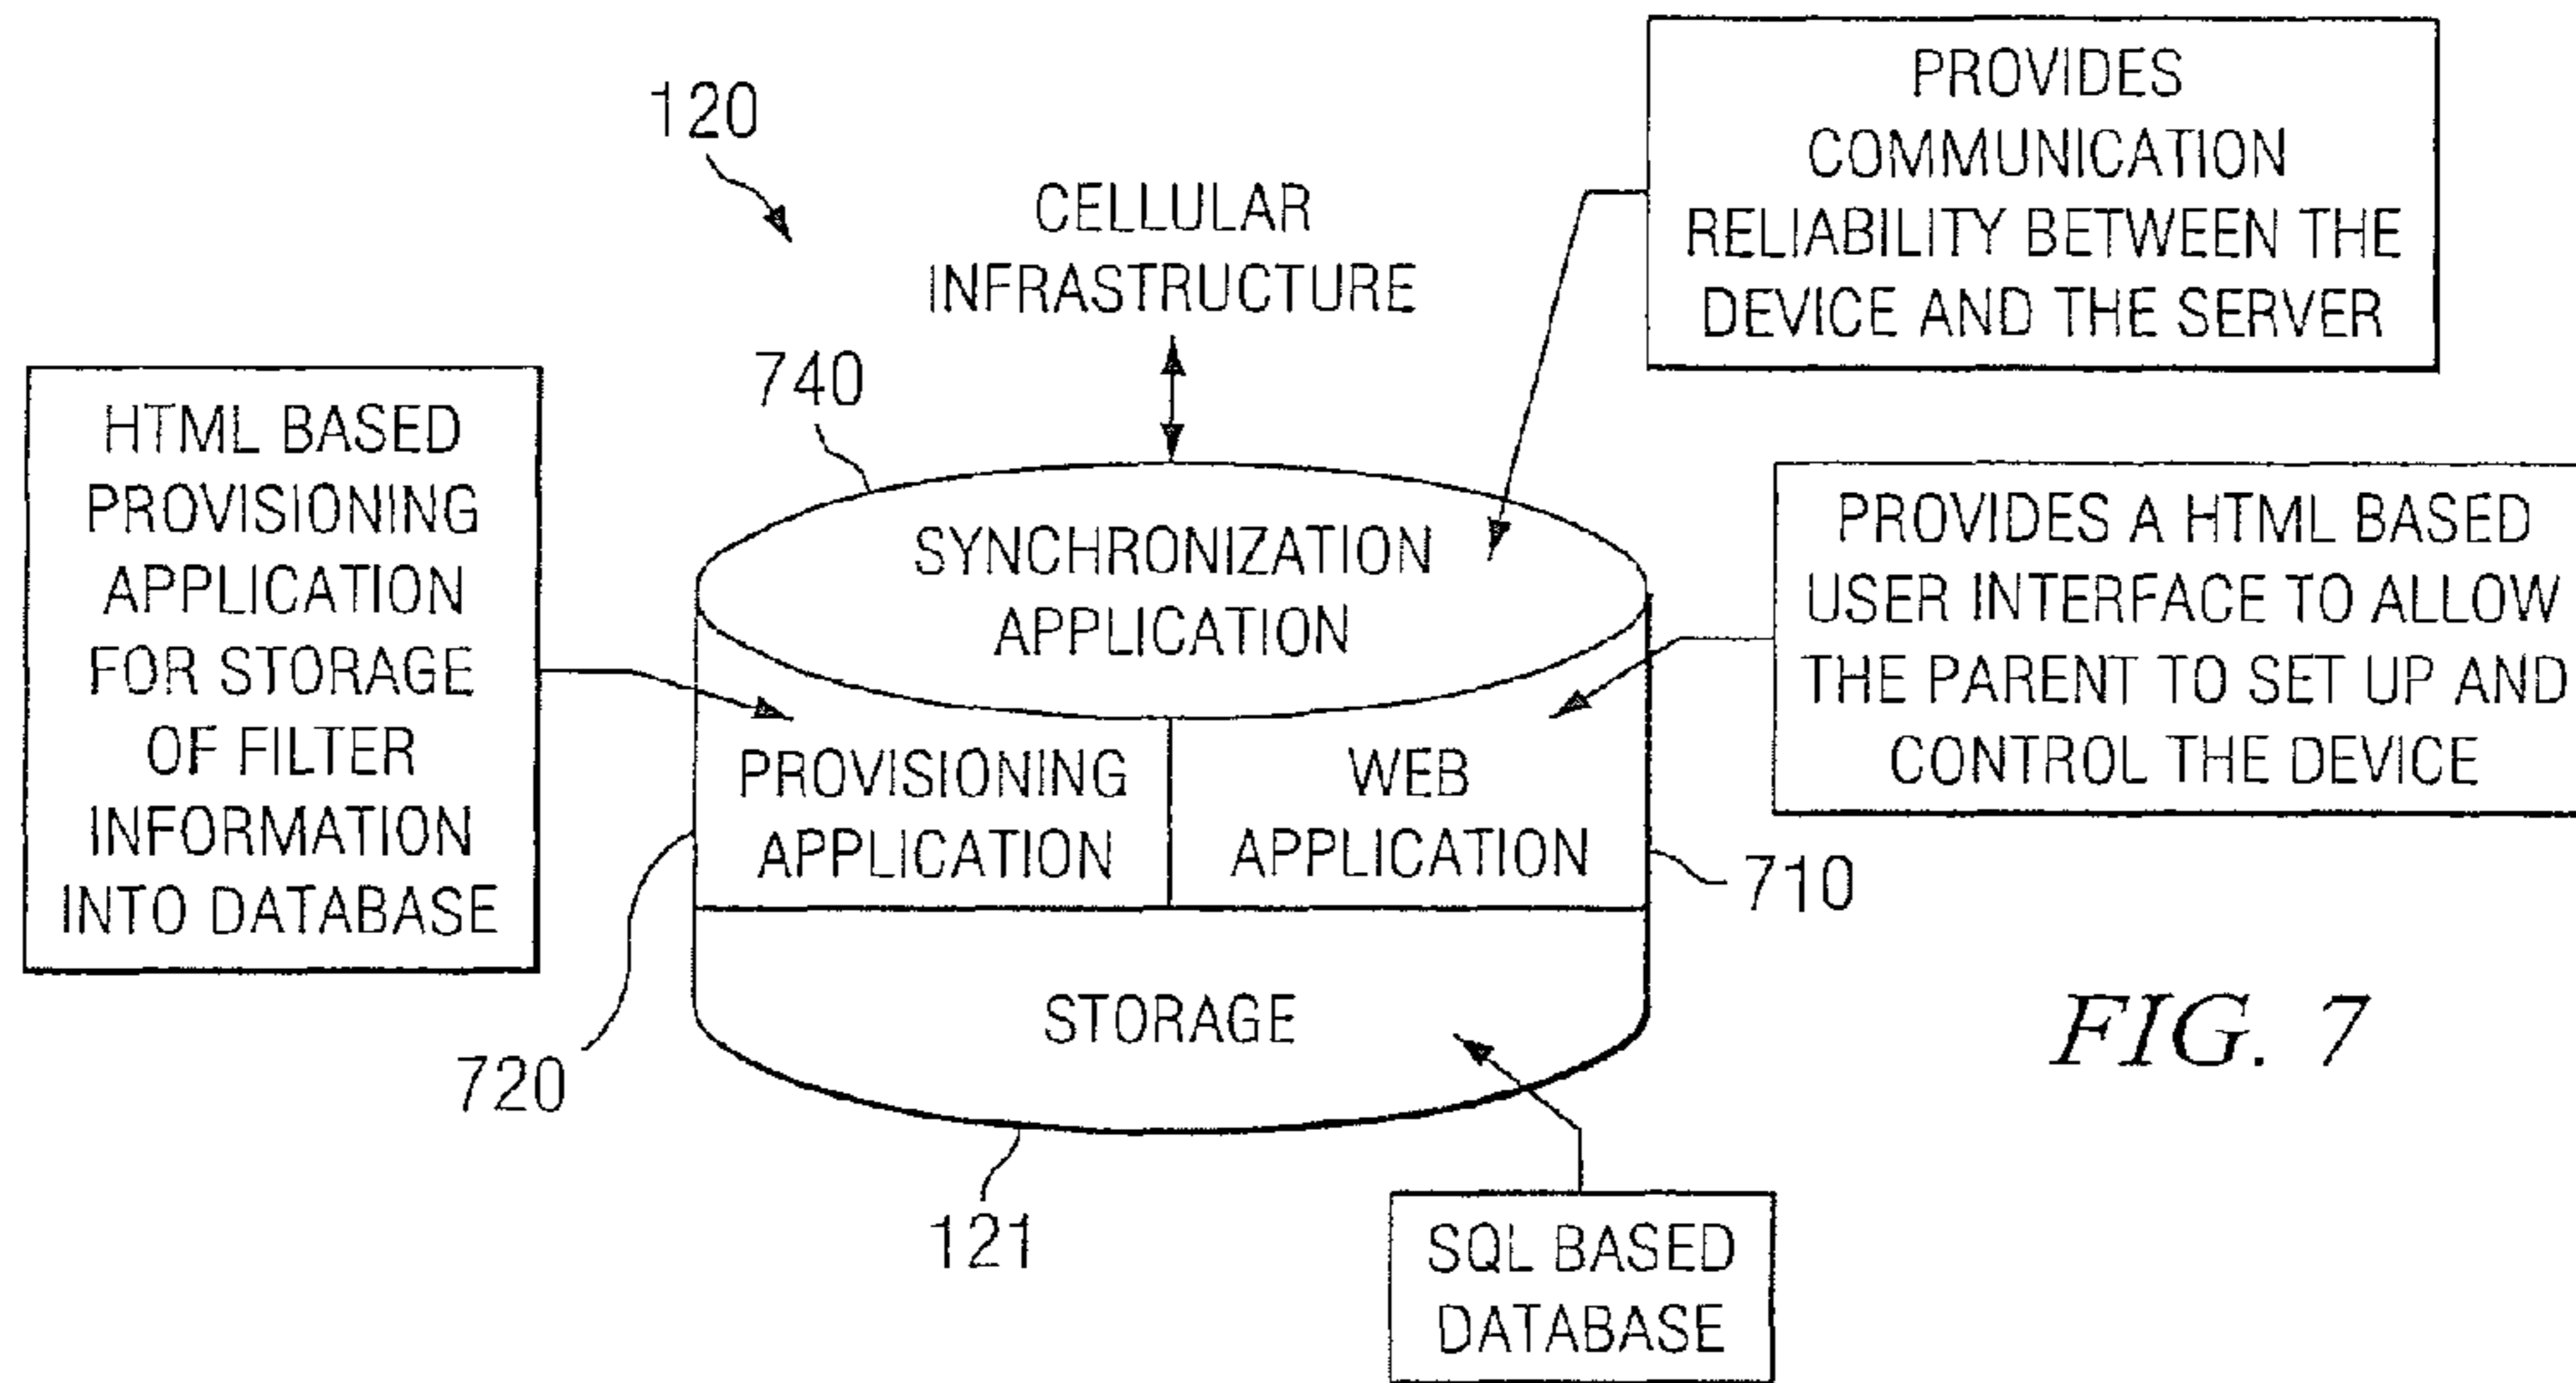 120
CELLULAR
INFRASTRUCTURE
PROVIDES
COMMUNICATION
RELIABILITY BETWEEN THE
DEVICE AND THE SERVER
740
HTML BASED
PROVISIONING
APPLICATION
FOR STORAGE
OF FILTER
INFORMATION
INTO DATABASE
SYNCHRONIZATION
APPLICATION
PROVIDES A HTML BASED
USER INTERFACE TO ALLOW
THE PARENT TO SET UP AND
CONTROL THE DEVICE
PROVISIONING
APPLICATION
WEB
APPLICATION
710
720
STORAGE
121
SQL BASED
DATABASE
FIG. 7